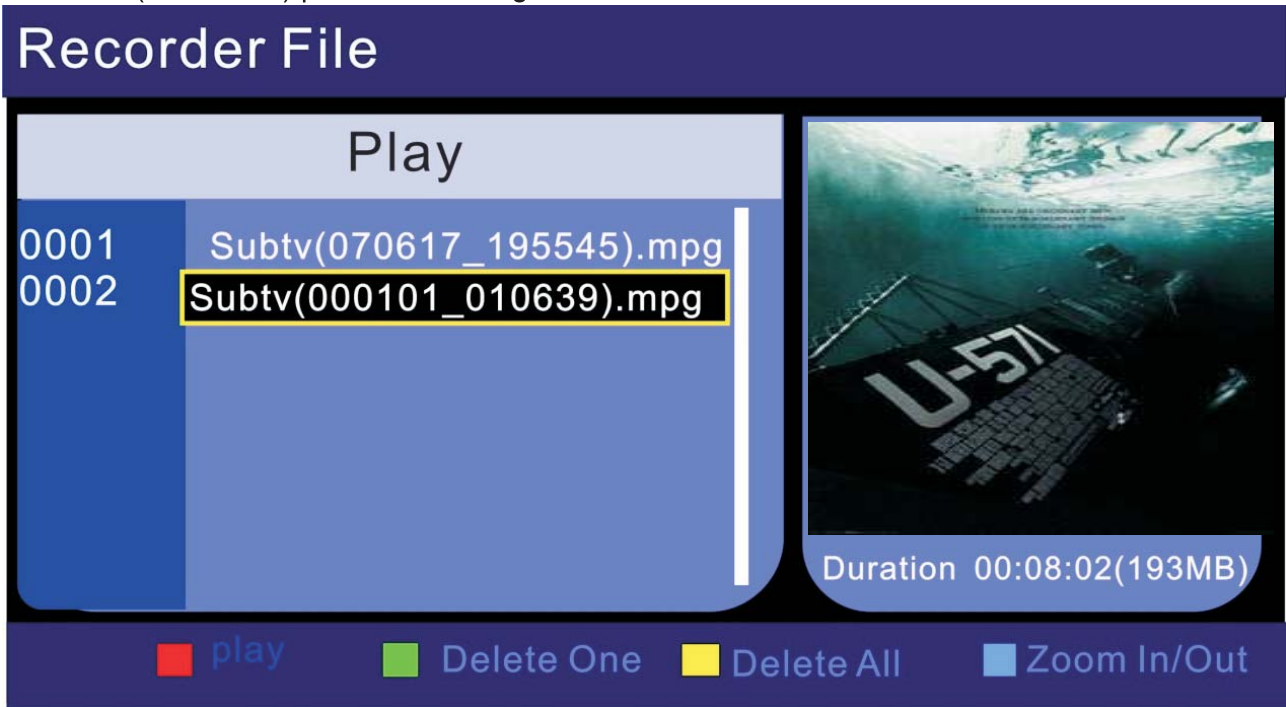 Recorder File
Play
0001 Subtv(070617_195545).mpg
0002 Subtv(000101_010639).mpg
U-571
Duration 00:08:02(193MB)
play Delete One Delete All Zoom In/Out